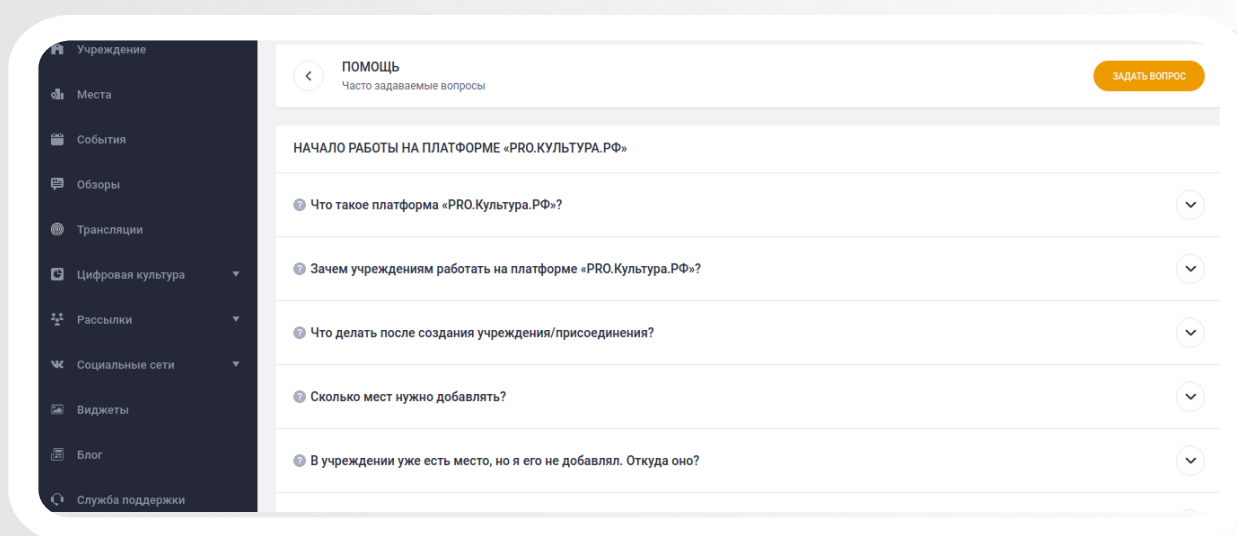 Учреждение
Места
События
Обзоры
Трансляции
Цифровая культура
Рассылки
Социальные сети
Виджеты
Блог
Служба поддержки
ПОМОЩЬ
Часто задаваемые вопросы
ЗАДАТЬ ВОПРОС
НАЧАЛО РАБОТЫ НА ПЛАТФОРМЕ «PRO.КУЛЬТУРА.РФ»
Что такое платформа «PRO.Культура.РФ»?
Зачем учреждениям работать на платформе «PRO.Культура.РФ»?
Что делать после создания учреждения/присоединения?
Сколько мест нужно добавлять?
В учреждении уже есть место, но я его не добавлял. Откуда оно?